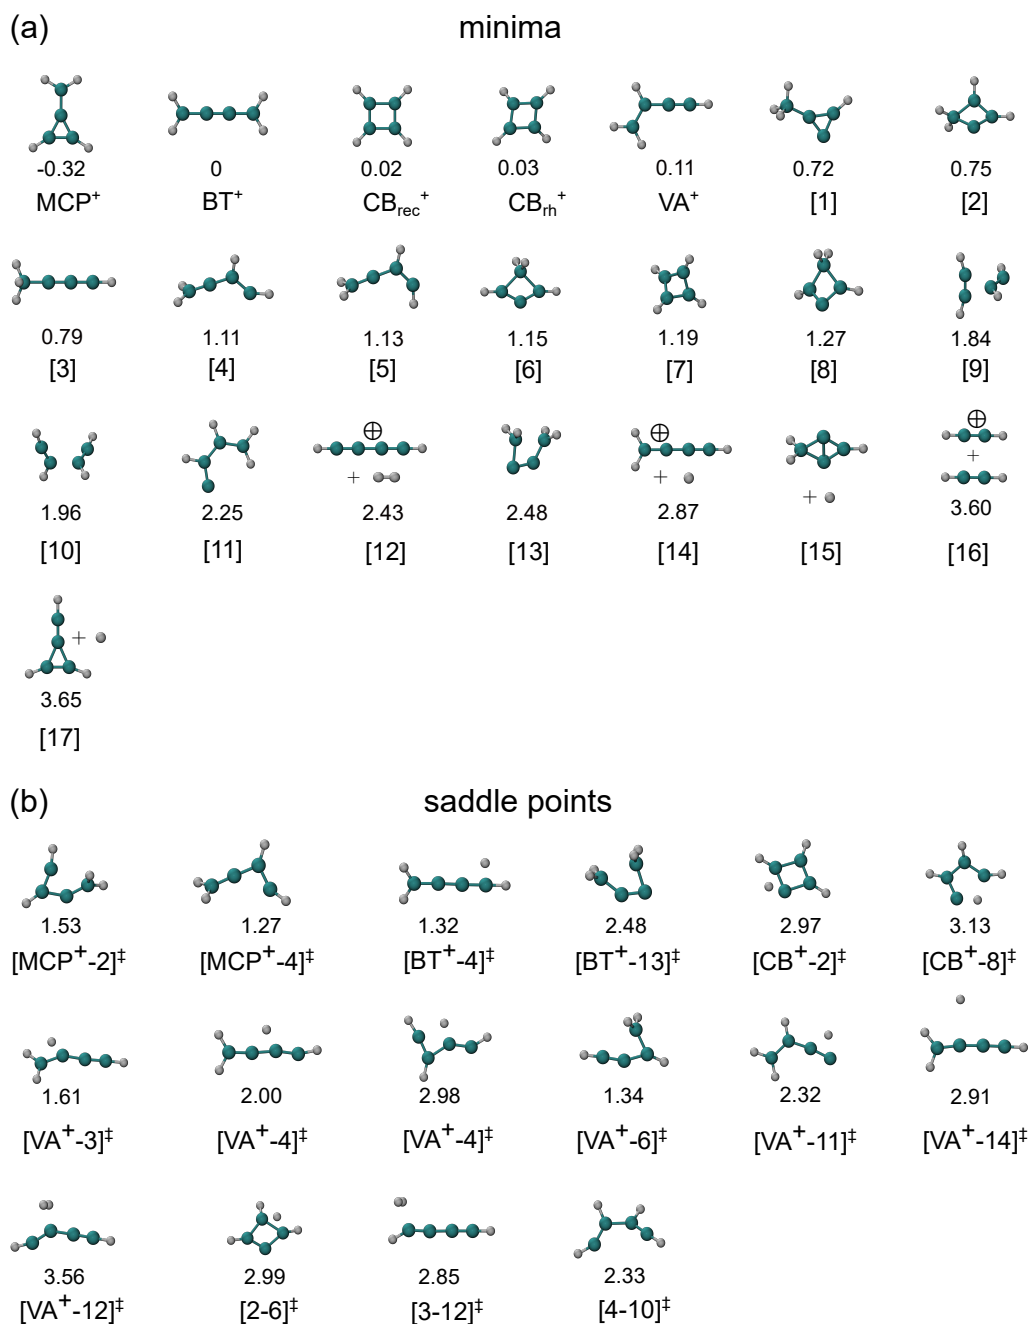 (a) minima
-0.32 0 0.02 0.03 0.11 0.72 0.75
MCP⁺ BT⁺ CB_rec⁺ CB_rh⁺ VA⁺ [1] [2]
0.79 1.11 1.13 1.15 1.19 1.27 1.84
[3] [4] [5] [6] [7] [8] [9]
⊕ ⊕ ⊕
+ + + +
1.96 2.25 2.43 2.48 2.87 3.60
[10] [11] [12] [13] [14] [15] [16]
+
3.65
[17]
(b) saddle points
1.53 1.27 1.32 2.48 2.97 3.13
[MCP⁺-2]‡ [MCP⁺-4]‡ [BT⁺-4]‡ [BT⁺-13]‡ [CB⁺-2]‡ [CB⁺-8]‡
1.61 2.00 2.98 1.34 2.32 2.91
[VA⁺-3]‡ [VA⁺-4]‡ [VA⁺-4]‡ [VA⁺-6]‡ [VA⁺-11]‡ [VA⁺-14]‡
3.56 2.99 2.85 2.33
[VA⁺-12]‡ [2-6]‡ [3-12]‡ [4-10]‡